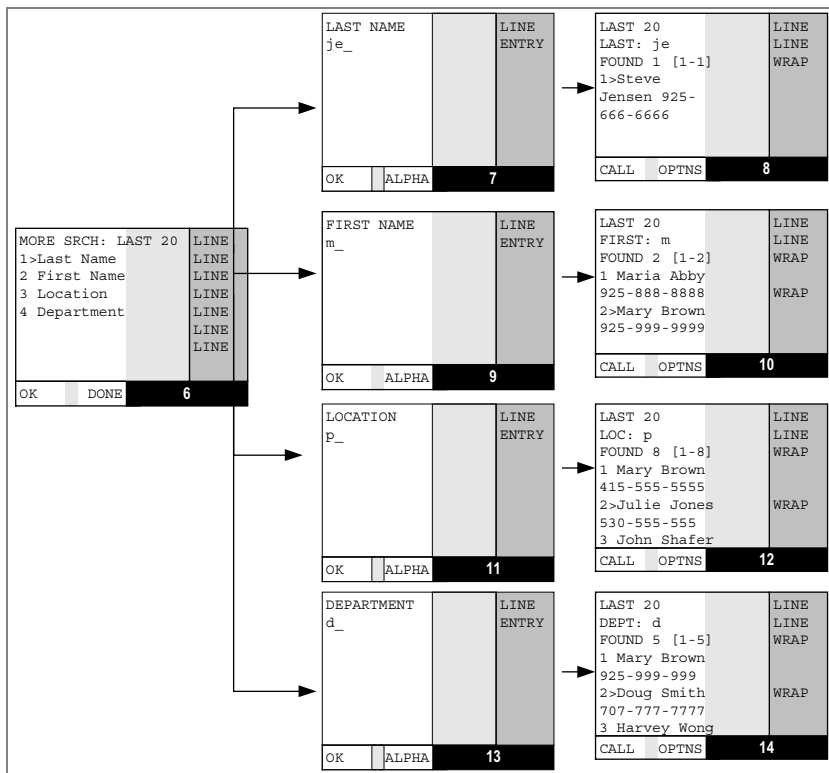 LAST NAME LINE
je_ ENTRY
OK ALPHA 7
LAST 20 LINE
LAST: je LINE
FOUND 1 [1-1] WRAP
1>Steve
Jensen 925-
666-6666
CALL OPTNS 8
MORE SRCH: LAST 20 LINE
1>Last Name LINE
2 First Name LINE
3 Location LINE
4 Department LINE
LINE
LINE
OK DONE 6
FIRST NAME LINE
m_ ENTRY
OK ALPHA 9
LAST 20 LINE
FIRST: m LINE
FOUND 2 [1-2] WRAP
1 Maria Abby
925-888-8888 WRAP
2>Mary Brown
925-999-9999
CALL OPTNS 10
LOCATION LINE
p_ ENTRY
OK ALPHA 11
LAST 20 LINE
LOC: p LINE
FOUND 8 [1-8] WRAP
1 Mary Brown
415-555-5555
2>Julie Jones WRAP
530-555-555
3 John Shafer
CALL OPTNS 12
DEPARTMENT LINE
d_ ENTRY
OK ALPHA 13
LAST 20 LINE
DEPT: d LINE
FOUND 5 [1-5] WRAP
1 Mary Brown
925-999-999
2>Doug Smith WRAP
707-777-7777
3 Harvey Wong
CALL OPTNS 14